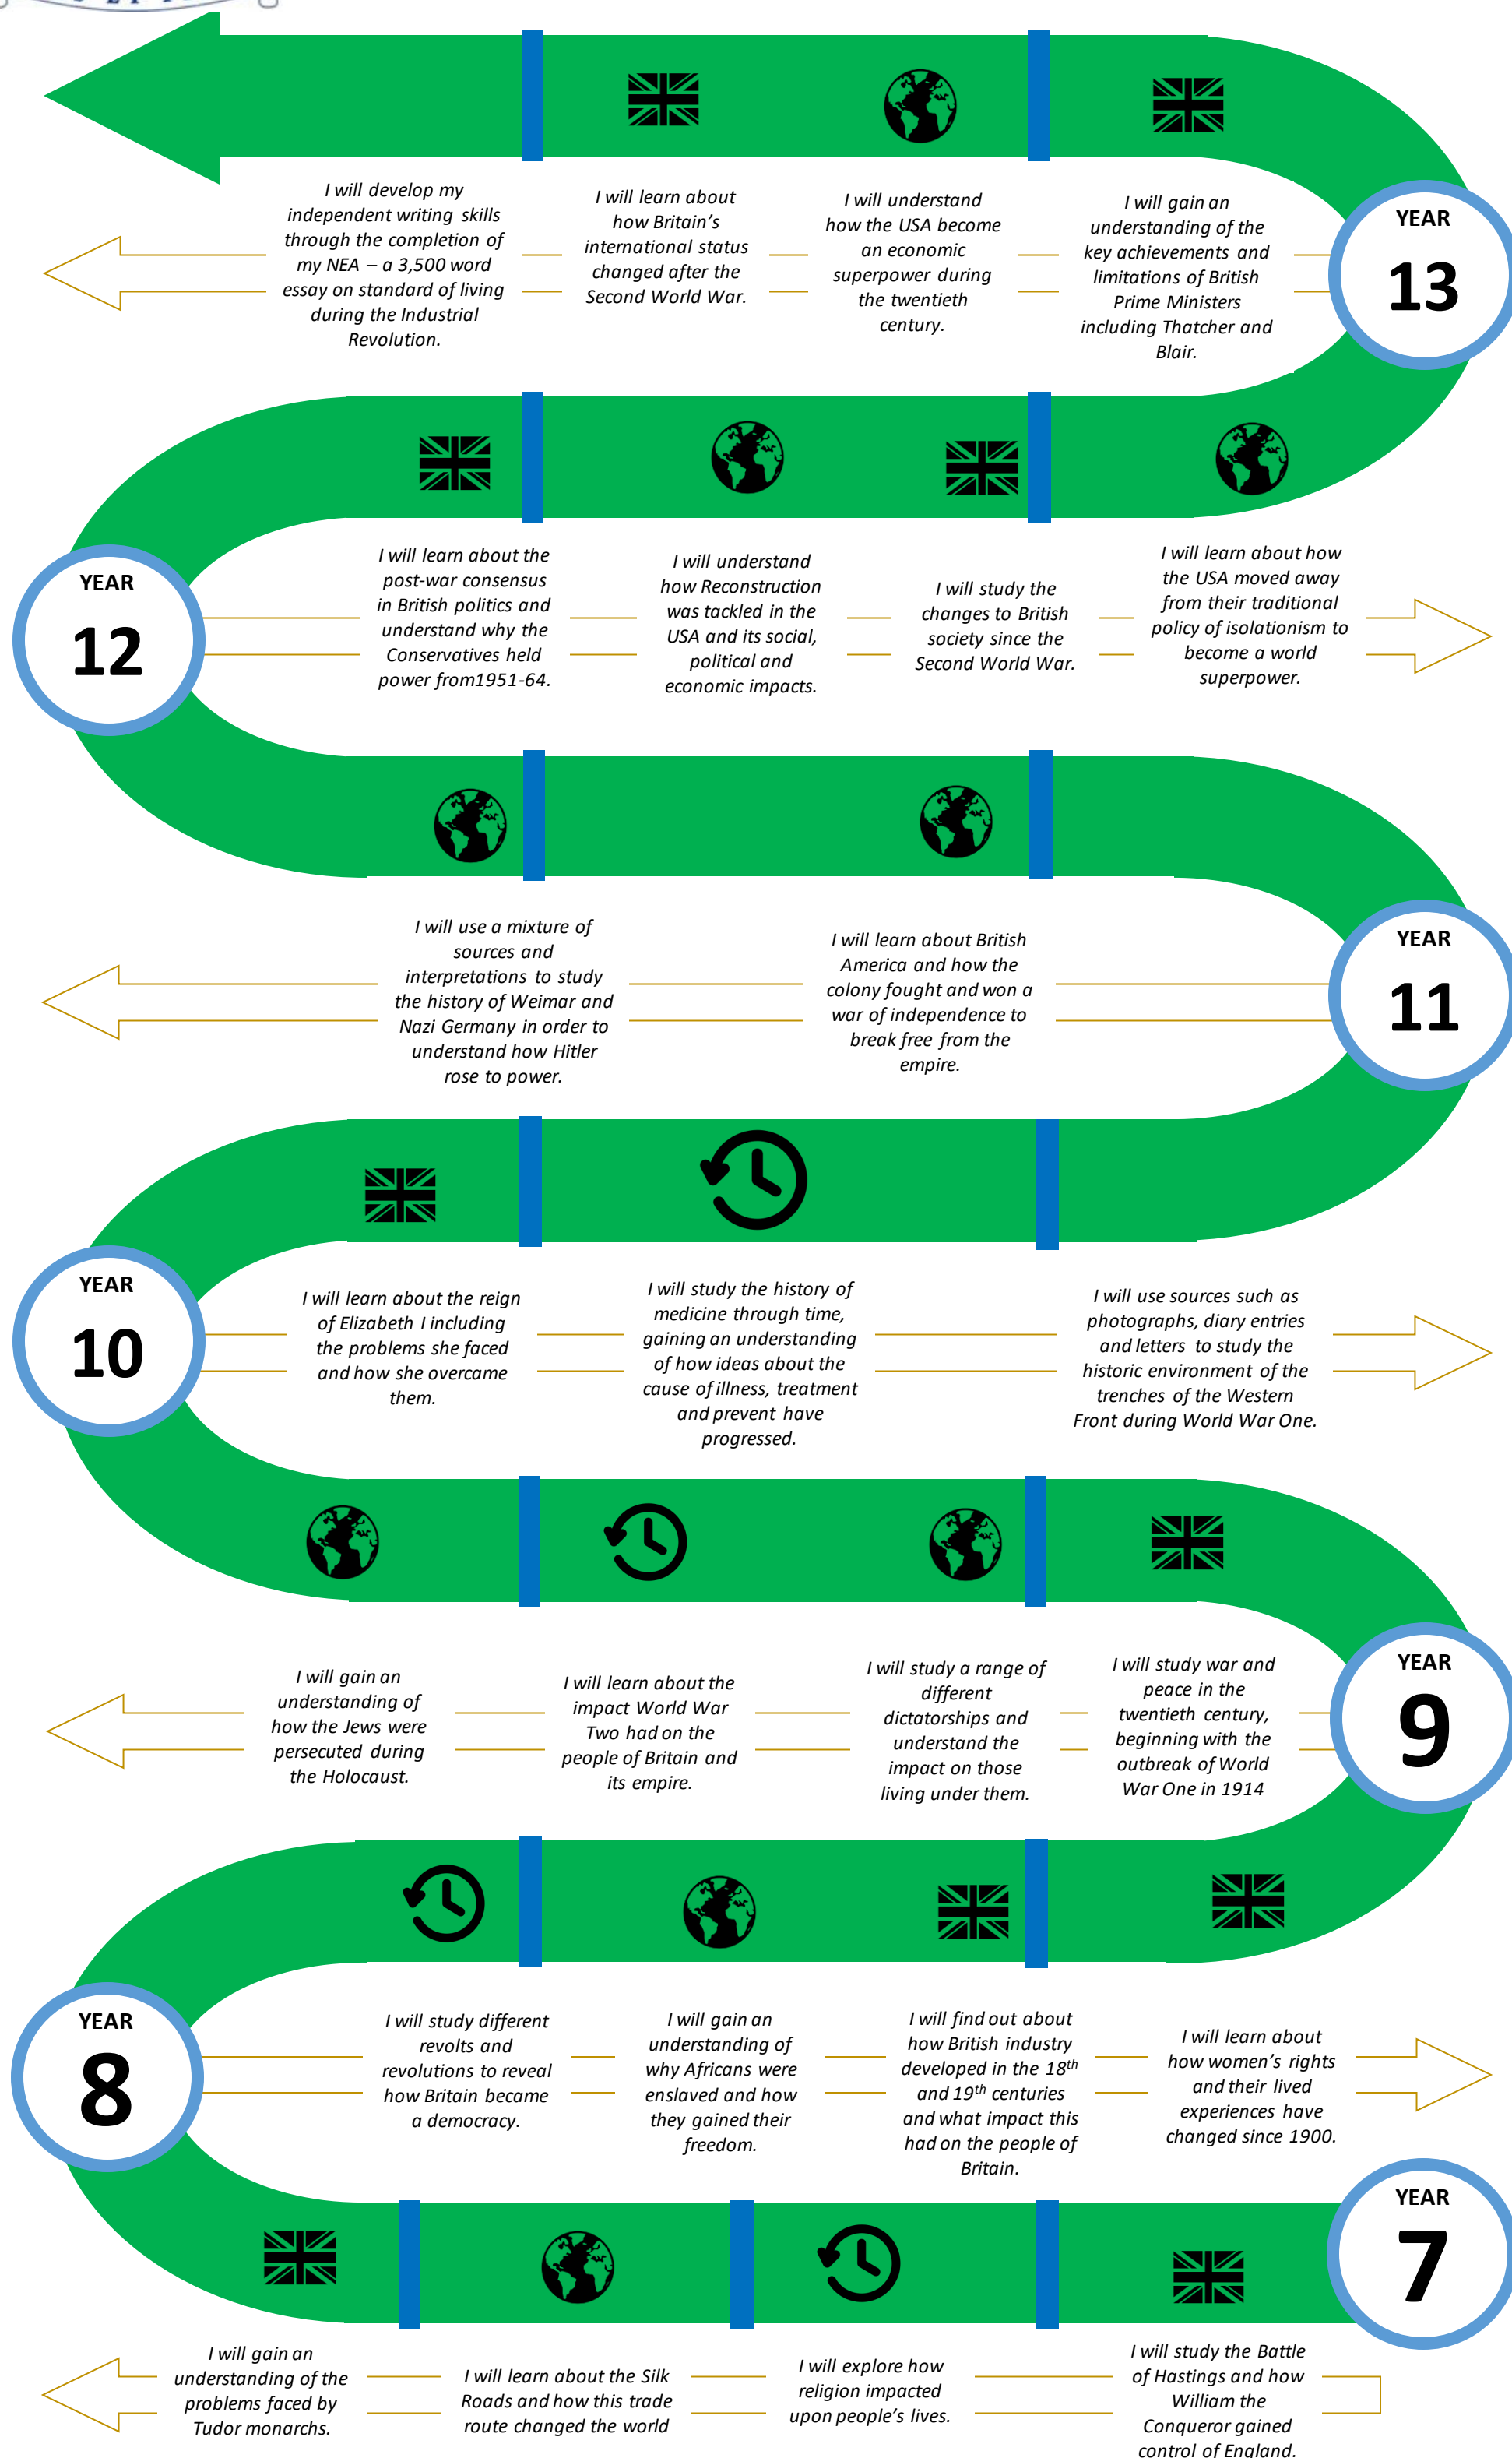 I will develop my
independent writing skills
through the completion of
my NEA – a 3,500 word
essay on standard of living
during the Industrial
Revolution.
I will learn about
how Britain's
international status
changed after the
Second World War.
I will understand
how the USA become
an economic
superpower during
the twentieth
century.
I will gain an
understanding of the
key achievements and
limitations of British
Prime Ministers
including Thatcher and
Blair.
YEAR
13
YEAR
12
I will learn about the
post-war consensus
in British politics and
understand why the
Conservatives held
power from1951-64.
I will understand
how Reconstruction
was tackled in the
USA and its social,
political and
economic impacts.
I will study the
changes to British
society since the
Second World War.
I will learn about how
the USA moved away
from their traditional
policy of isolationism to
become a world
superpower.
I will use a mixture of
sources and
interpretations to study
the history of Weimar and
Nazi Germany in order to
understand how Hitler
rose to power.
I will learn about British
America and how the
colony fought and won a
war of independence to
break free from the
empire.
YEAR
11
YEAR
10
I will learn about the reign
of Elizabeth I including
the problems she faced
and how she overcame
them.
I will study the history of
medicine through time,
gaining an understanding
of how ideas about the
cause of illness, treatment
and prevent have
progressed.
I will use sources such as
photographs, diary entries
and letters to study the
historic environment of the
trenches of the Western
Front during World War One.
I will gain an
understanding of
how the Jews were
persecuted during
the Holocaust.
I will learn about the
impact World War
Two had on the
people of Britain and
its empire.
I will study a range of
different
dictatorships and
understand the
impact on those
living under them.
I will study war and
peace in the
twentieth century,
beginning with the
outbreak of World
War One in 1914
YEAR
9
YEAR
8
I will study different
revolts and
revolutions to reveal
how Britain became
a democracy.
I will gain an
understanding of
why Africans were
enslaved and how
they gained their
freedom.
I will find out about
how British industry
developed in the 18th
and 19th centuries
and what impact this
had on the people of
Britain.
I will learn about
how women's rights
and their lived
experiences have
changed since 1900.
YEAR
7
I will gain an
understanding of the
problems faced by
Tudor monarchs.
I will learn about the Silk
Roads and how this trade
route changed the world
I will explore how
religion impacted
upon people's lives.
I will study the Battle
of Hastings and how
William the
Conqueror gained
control of England.